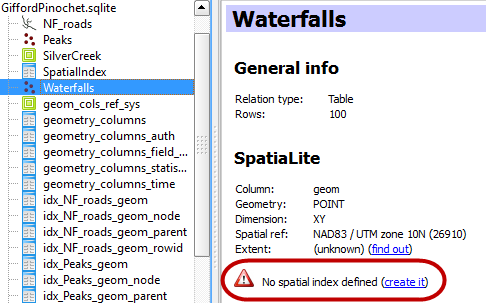 GiffordPinochet.sqlite
NF_roads
Peaks
SilverCreek
SpatialIndex
Waterfalls
geom_cols_ref_sys
geometry_columns
geometry_columns_auth
geometry_columns_field_...
geometry_columns_statis...
geometry_columns_time
idx_NF_roads_geom
idx_NF_roads_geom_node
idx_NF_roads_geom_parent
idx_NF_roads_geom_rowid
idx_Peaks_geom
idx_Peaks_geom_node
idx_Peaks_geom_parent
Waterfalls
General info
Relation type: Table
Rows: 100
SpatiaLite
Column: geom
Geometry: POINT
Dimension: XY
Spatial ref: NAD83 / UTM zone 10N (26910)
Extent: (unknown) (find out)
No spatial index defined (create it)